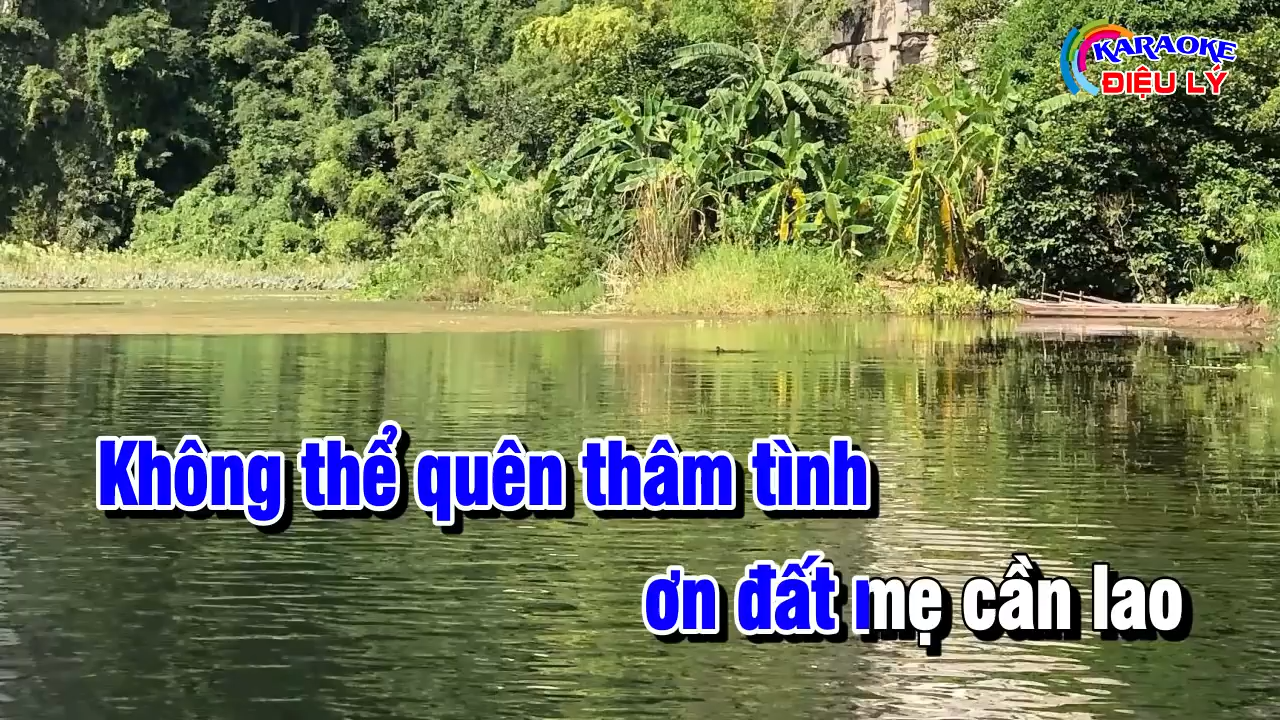 KARAOKE
ĐIỆU LÝ
Không thể quên thâm tình
ơn đất mẹ cần lao